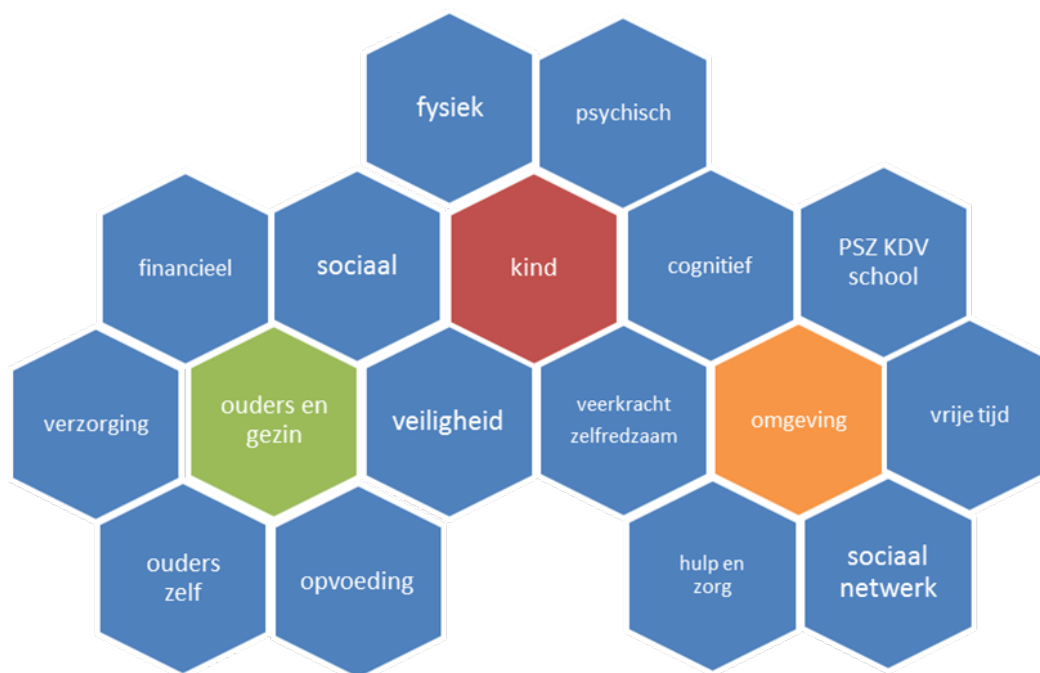 fysiek
psychisch
financieel
sociaal
kind
cognitief
PSZ KDV
school
verzorging
ouders en
gezin
veiligheid
veerkracht
zelfredzaam
omgeving
vrije tijd
ouders
zelf
opvoeding
hulp en
zorg
sociaal
netwerk